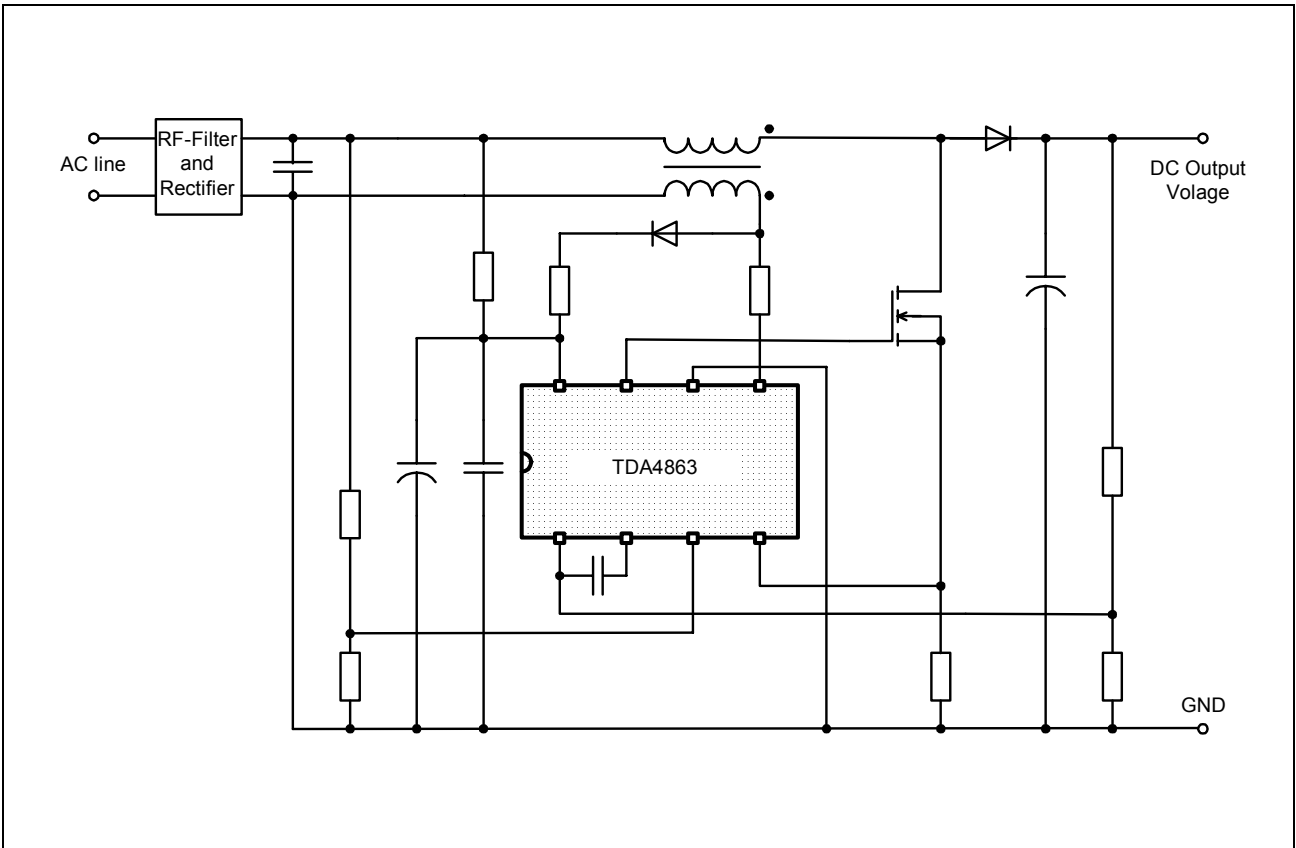 AC line
RF-Filter
and
Rectifier
DC Output
Volage
TDA4863
GND